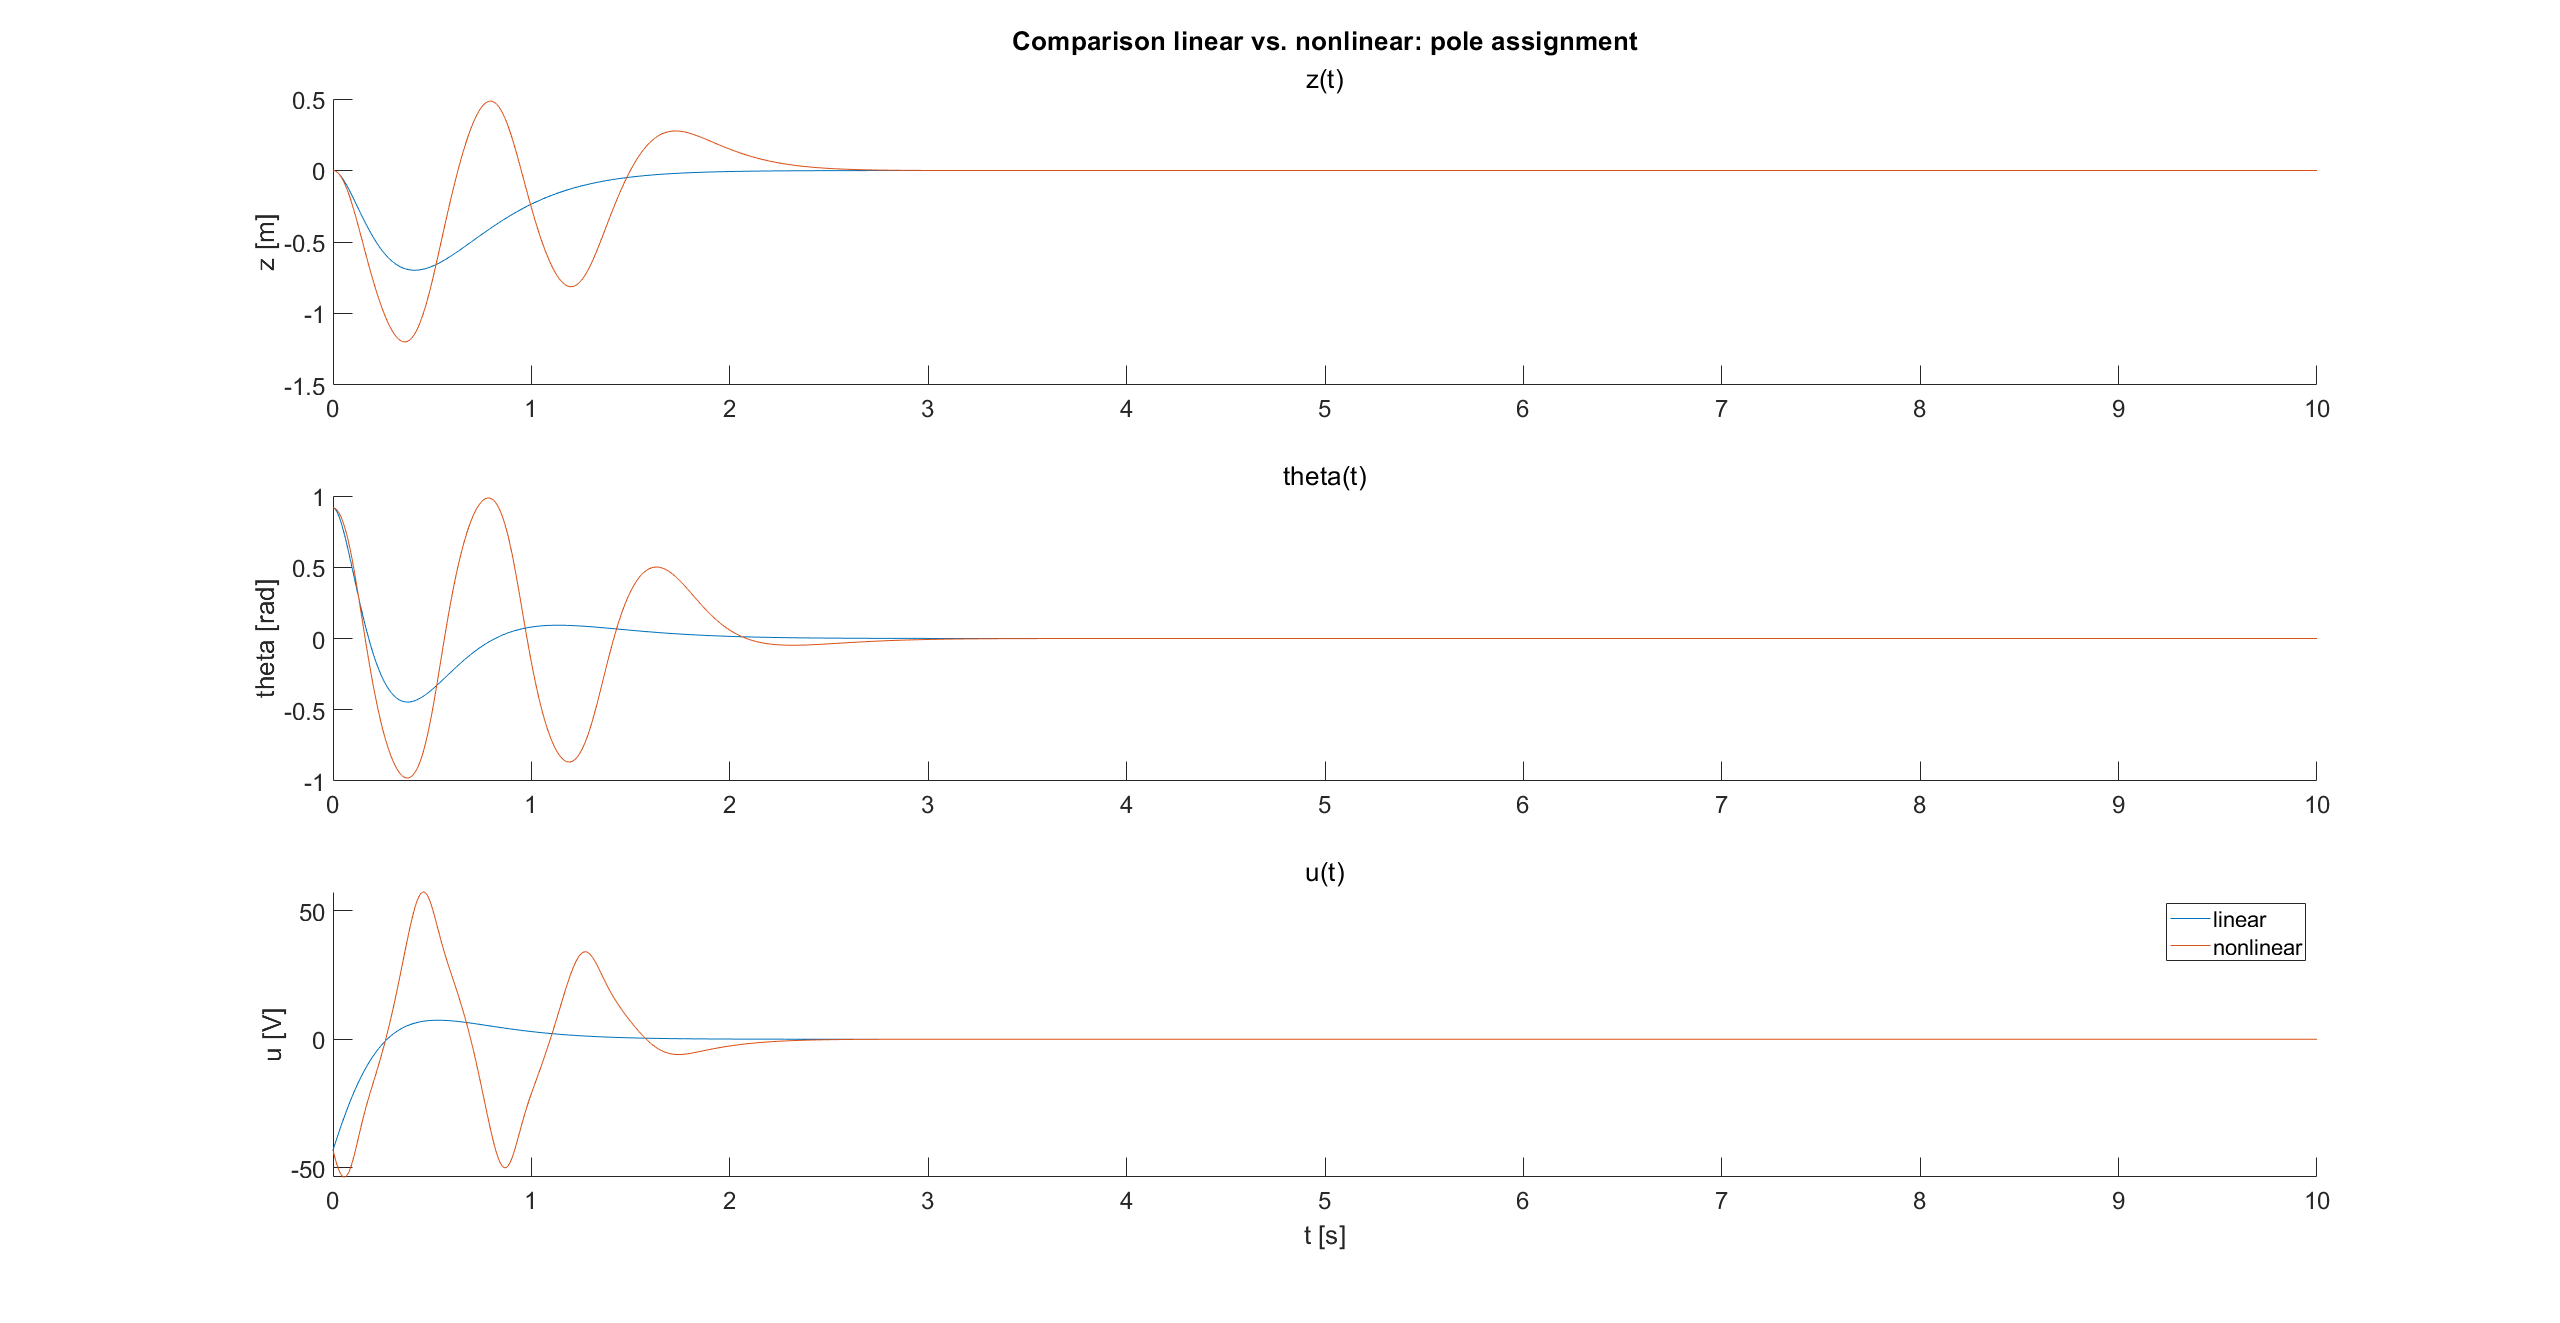 Comparison linear vs. nonlinear: pole assignment
z(t)
0.5
0
-0.5
-1
-1.5
z [m]
0 1 2 3 4 5 6 7 8 9 10
theta(t)
1
0.5
0
-0.5
-1
theta [rad]
0 1 2 3 4 5 6 7 8 9 10
u(t)
50
0
-50
u [V]
linear
nonlinear
0 1 2 3 4 5 6 7 8 9 10
t [s]